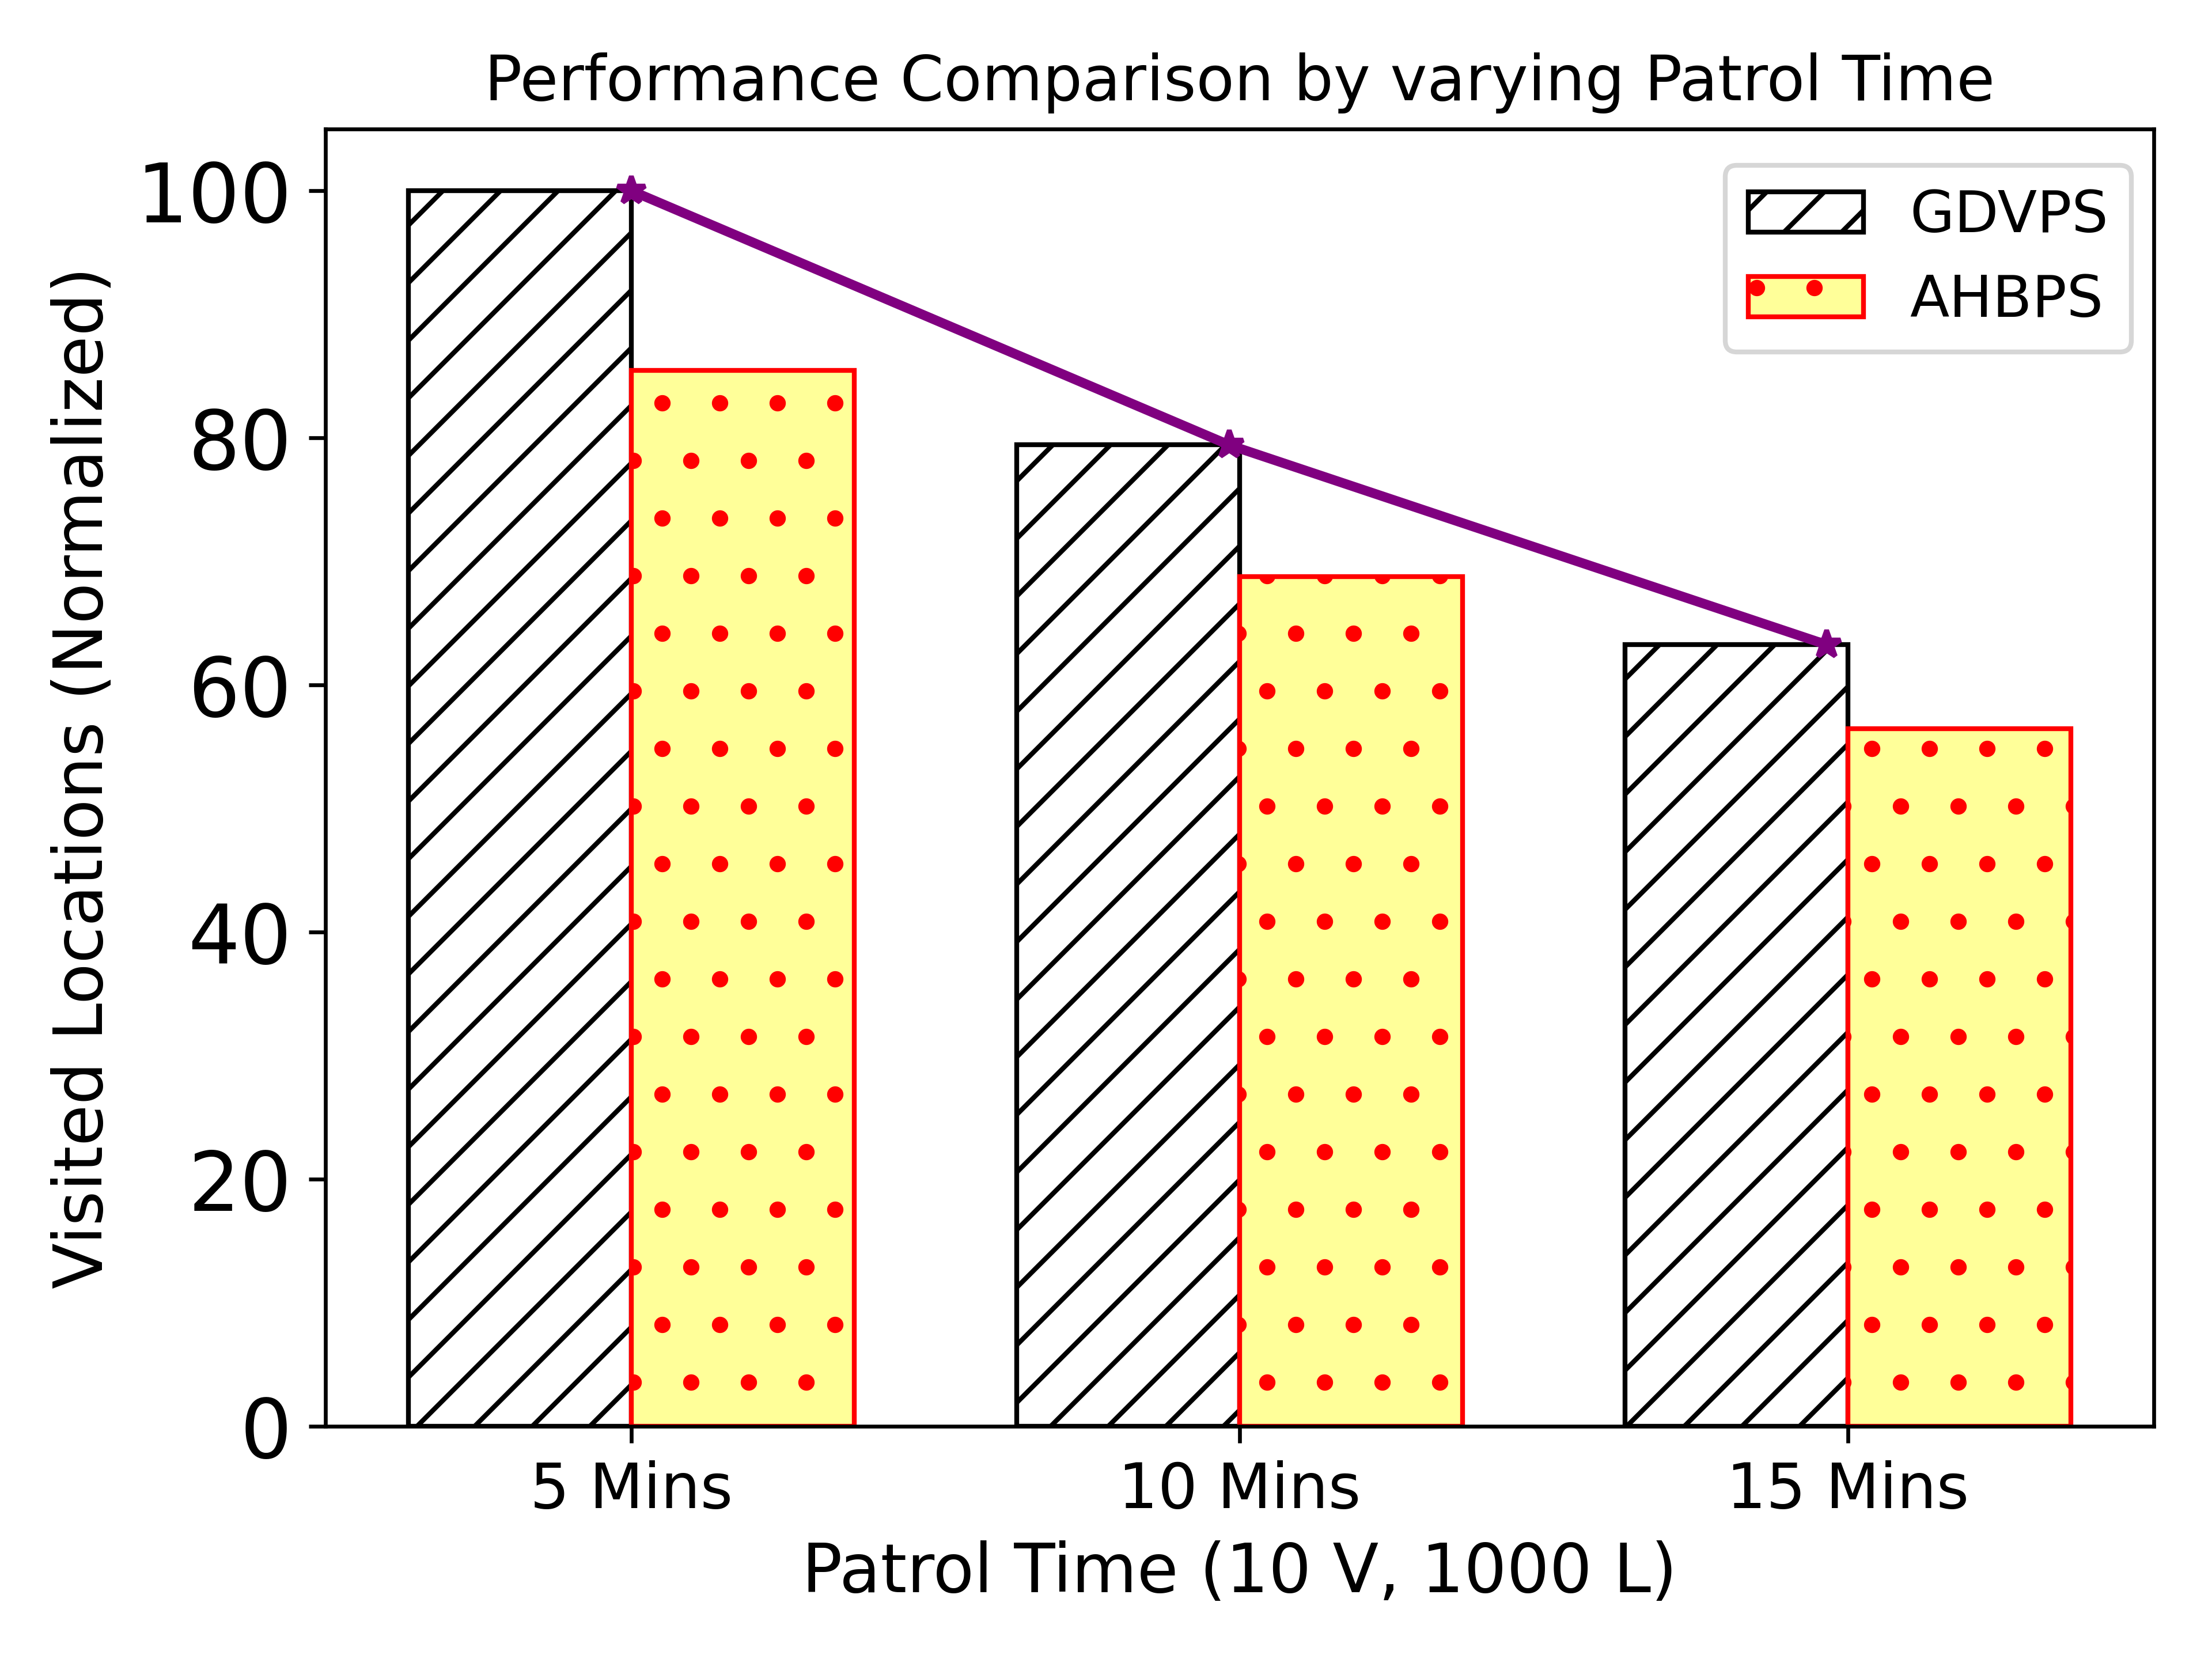 Performance Comparison by varying Patrol Time
GDVPS
AHBPS
Visited Locations (Normalized)
100
80
60
40
20
0
5 Mins
10 Mins
15 Mins
Patrol Time (10 V, 1000 L)